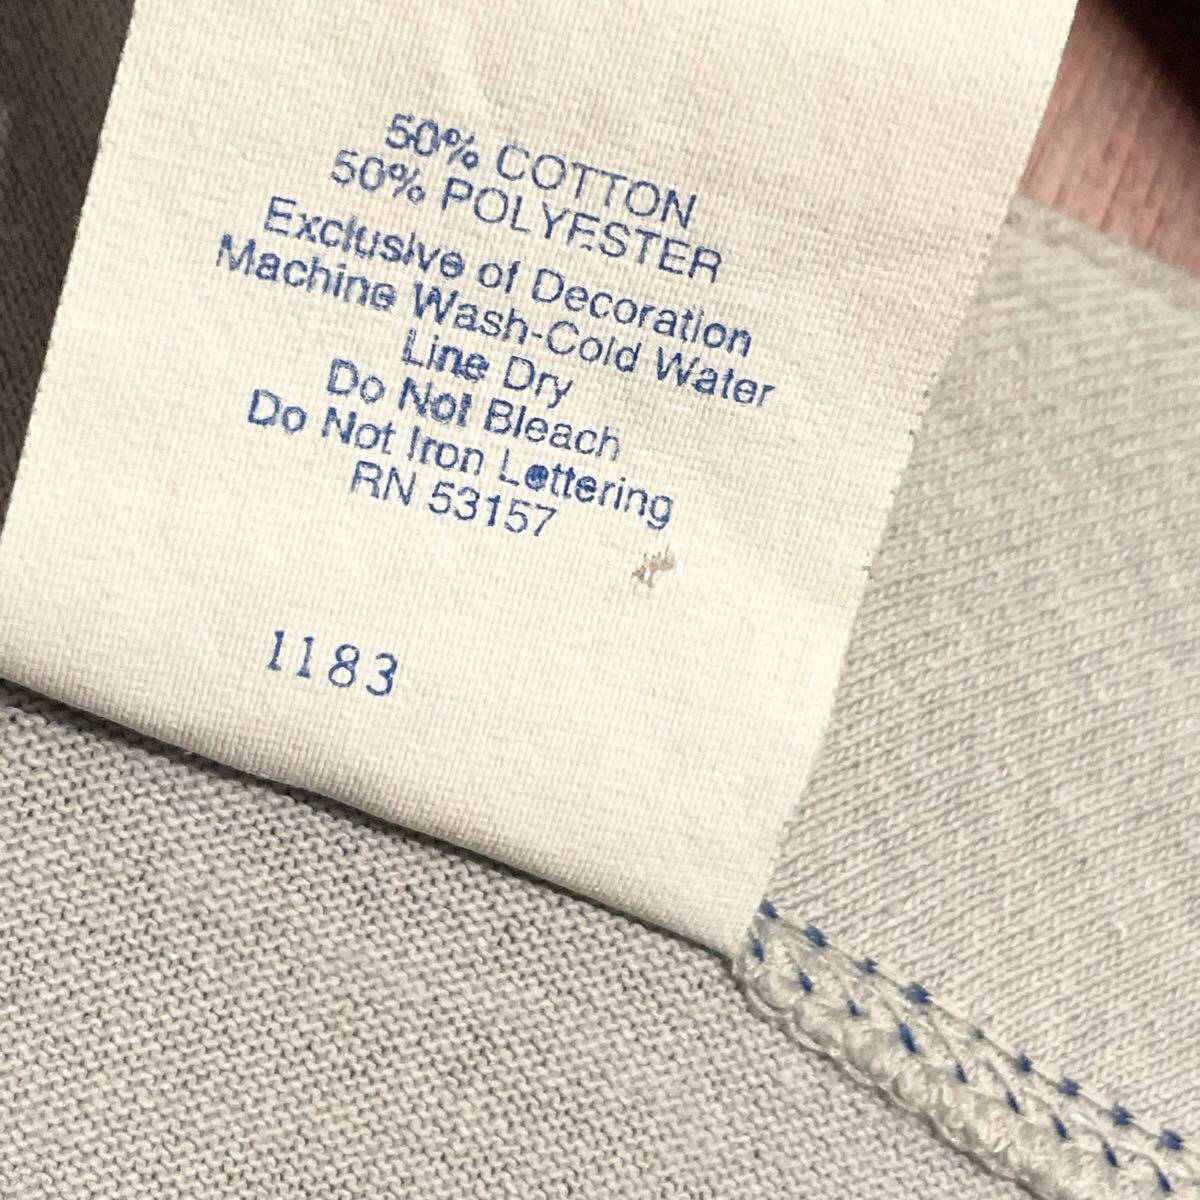 50% COTTON
50% POLYESTER
Exclusive of Decoration
Machine Wash-Cold Water
Line Dry
Do Not Bleach
Do Not Iron Lettering
RN 53157
1183